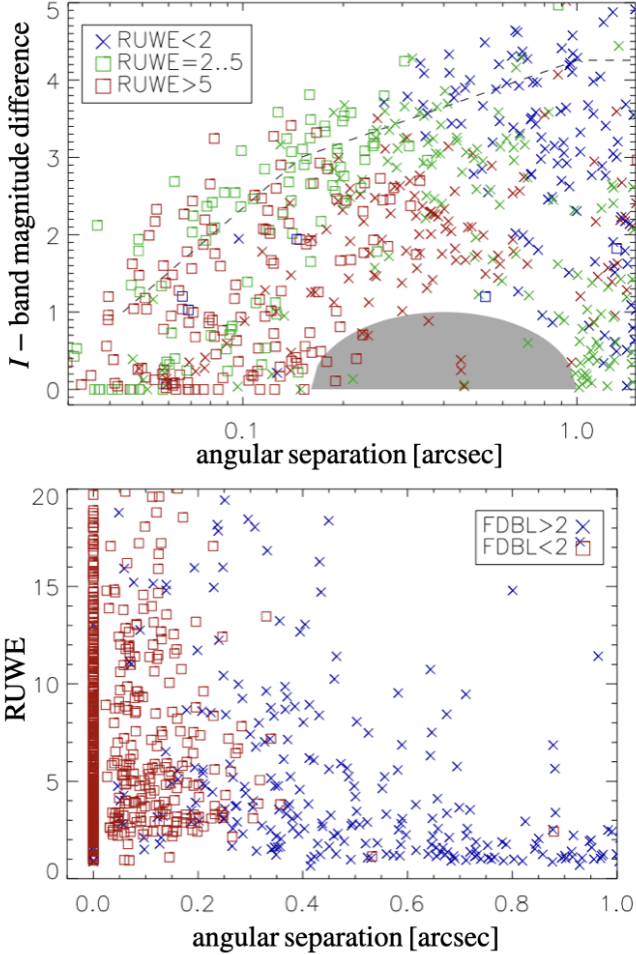 5
4
3
2
1
0
I − band magnitude difference
RUWE<2
RUWE=2..5
RUWE>5
0.1
1.0
angular separation [arcsec]
20
15
10
5
0
RUWE
FDBL>2
FDBL<2
0.0
0.2
0.4
0.6
0.8
1.0
angular separation [arcsec]